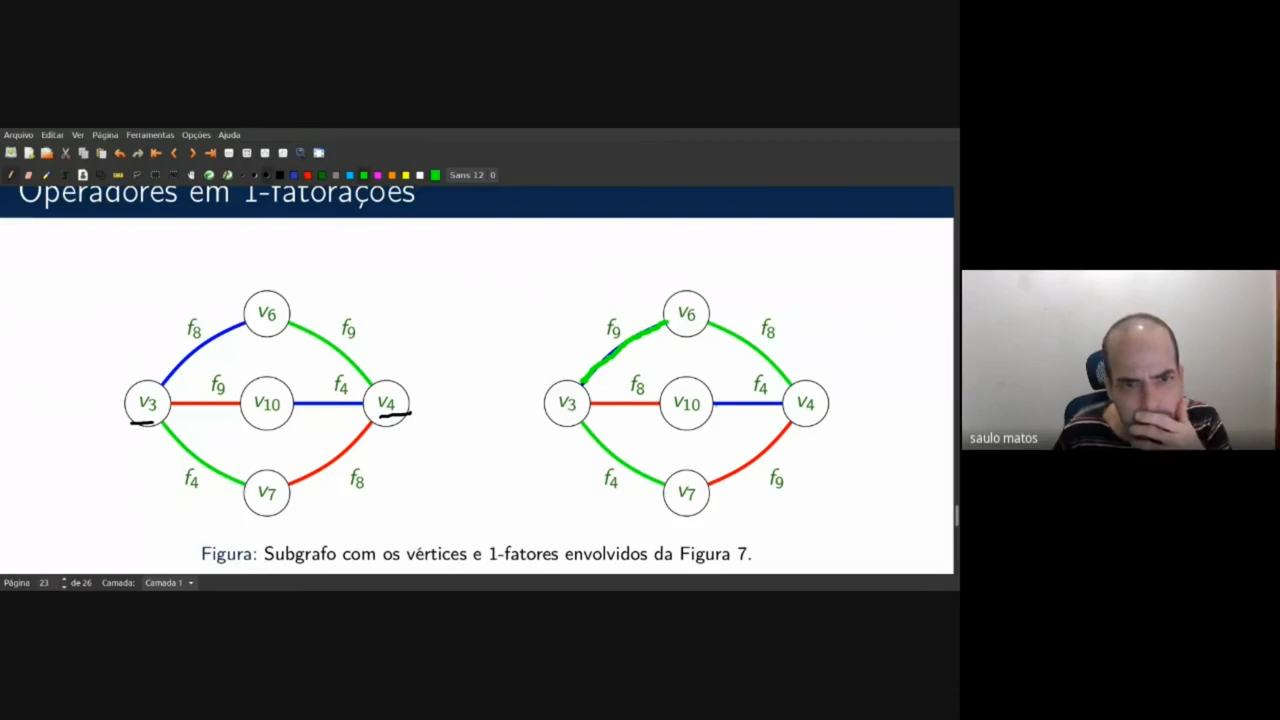 Arquivo Editar Ver Página Ferramentas Opções Ajuda
Sans 12 0
Operadores em 1-fatorações
v6
f8 f9
v3 f9 v10 f4 v4
f4 f8
v7
v6
f9 f8
v3 f8 v10 f4 v4
f4 f9
v7
Figura: Subgrafo com os vértices e 1-fatores envolvidos da Figura 7.
Página 23 de 26 Camada: Camada 1
saulo matos